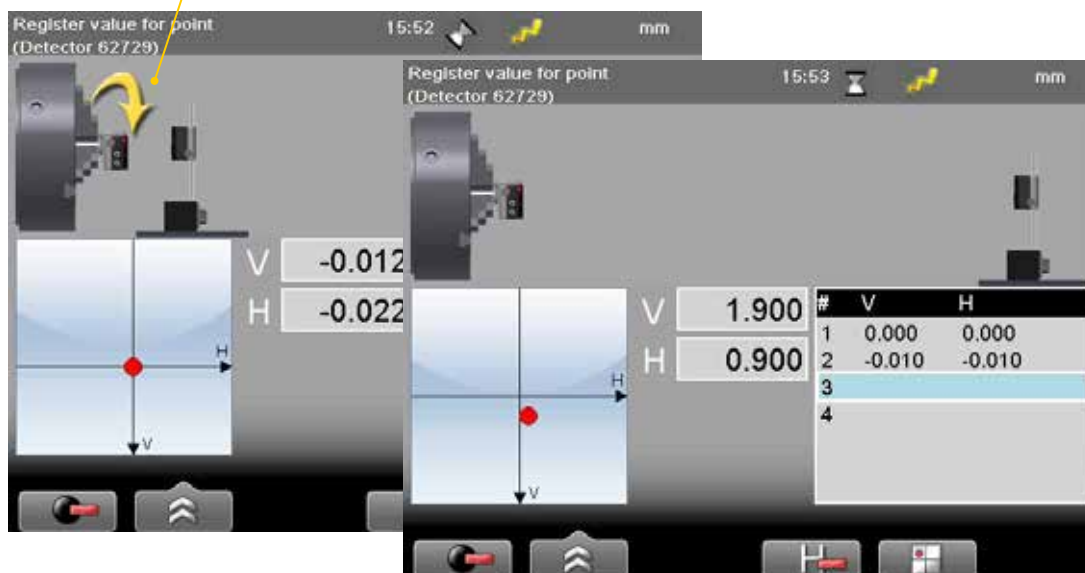 Register value for point 15:52 mm
(Detector 62729)
V -0.012
H -0.022
H
V
Register value for point 15:53 mm
(Detector 62729)
V 1.900
H 0.900
# V H
1 0.000 0.000
2 -0.010 -0.010
3
4
H
V
H